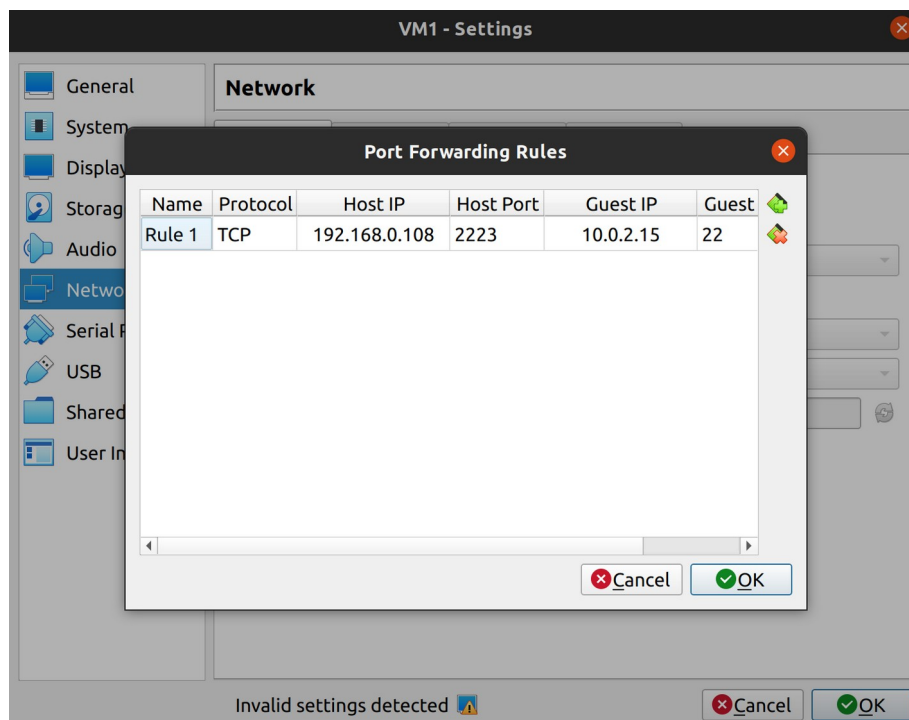 VM1 - Settings
General
System
Display
Storag
Audio
Netwo
Serial P
USB
Shared
User In
Network
Port Forwarding Rules
Name Protocol Host IP Host Port Guest IP Guest
Rule 1 TCP 192.168.0.108 2223 10.0.2.15 22
Cancel OK
Invalid settings detected Cancel OK